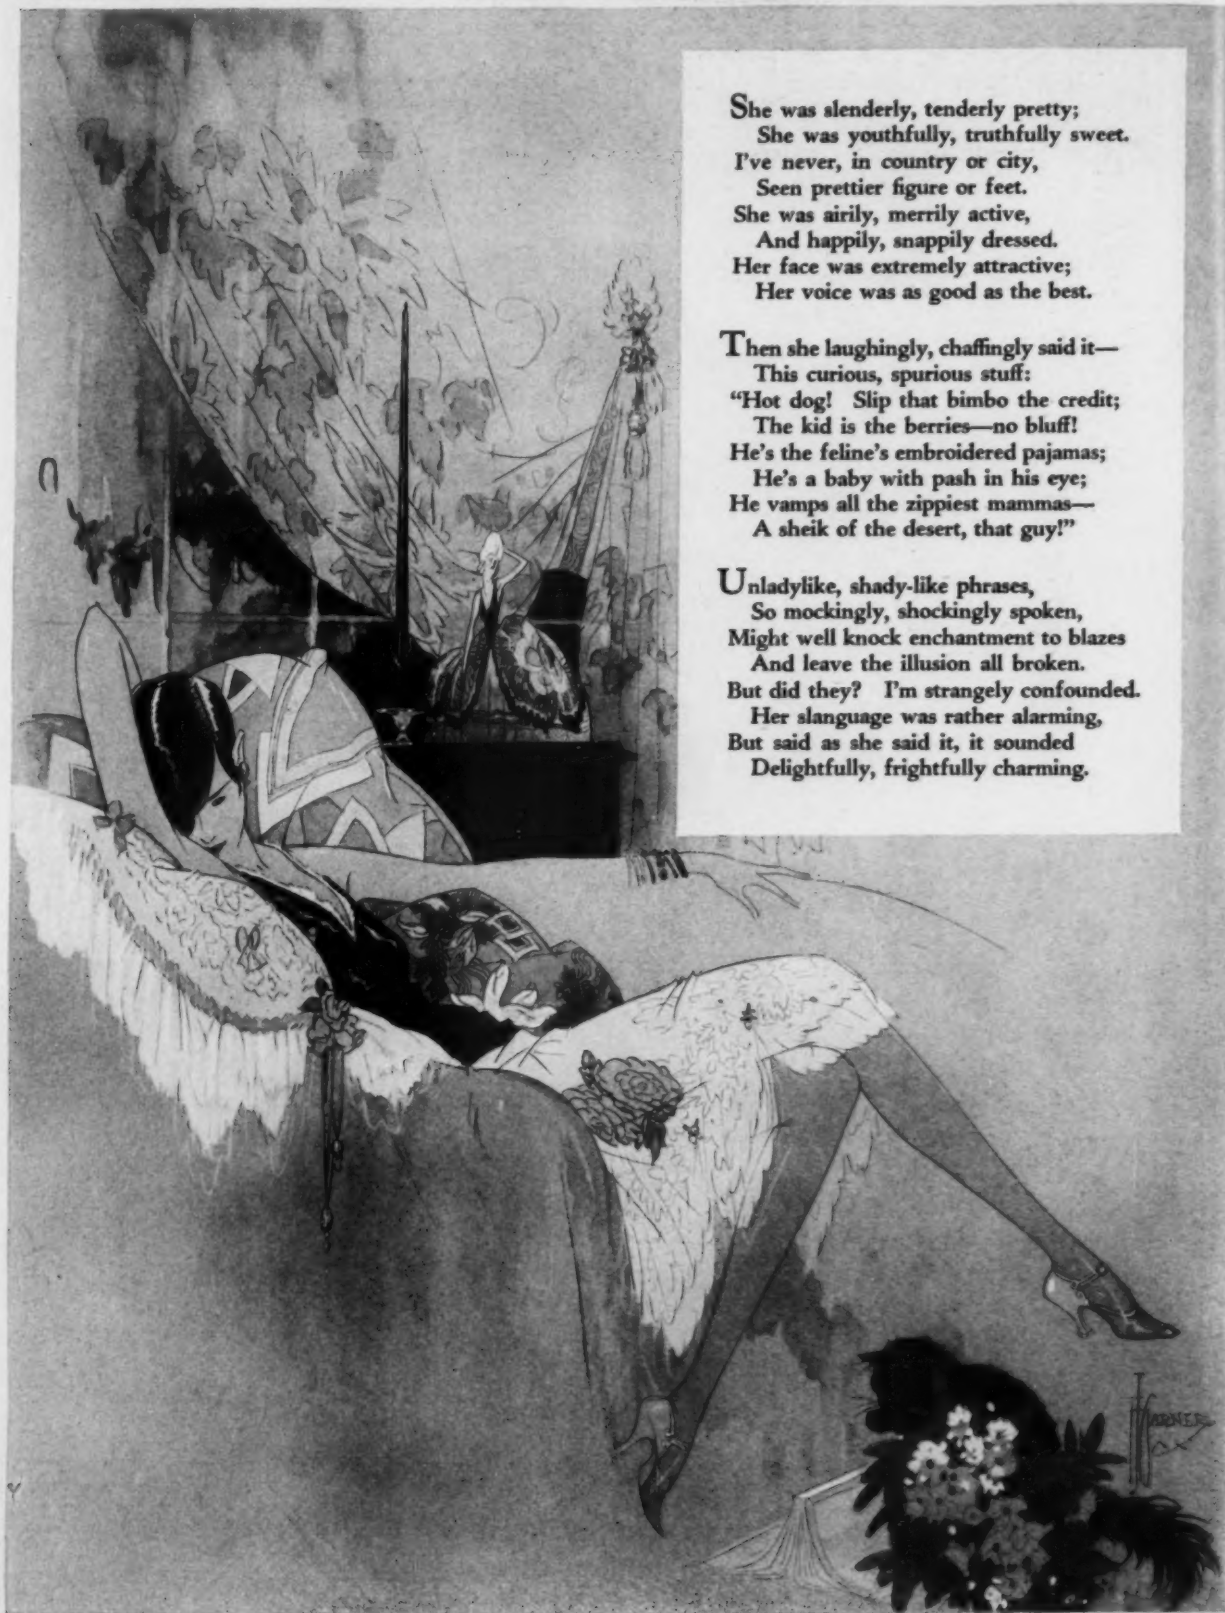 She was slenderly, tenderly pretty;
She was youthfully, truthfully sweet.
I've never, in country or city,
Seen prettier figure or feet.
She was airily, merrily active,
And happily, snappily dressed.
Her face was extremely attractive;
Her voice was as good as the best.

Then she laughingly, chaffingly said it—
This curious, spurious stuff:
“Hot dog! Slip that bimbo the credit;
The kid is the berries—no bluff!
He's the feline's embroidered pajamas;
He's a baby with pash in his eye;
He vamps all the zippiest mammas—
A sheik of the desert, that guy!”

Unladylike, shady-like phrases,
So mockingly, shockingly spoken,
Might well knock enchantment to blazes
And leave the illusion all broken.
But did they? I'm strangely confounded.
Her slanguage was rather alarming,
But said as she said it, it sounded
Delightfully, frightfully charming.